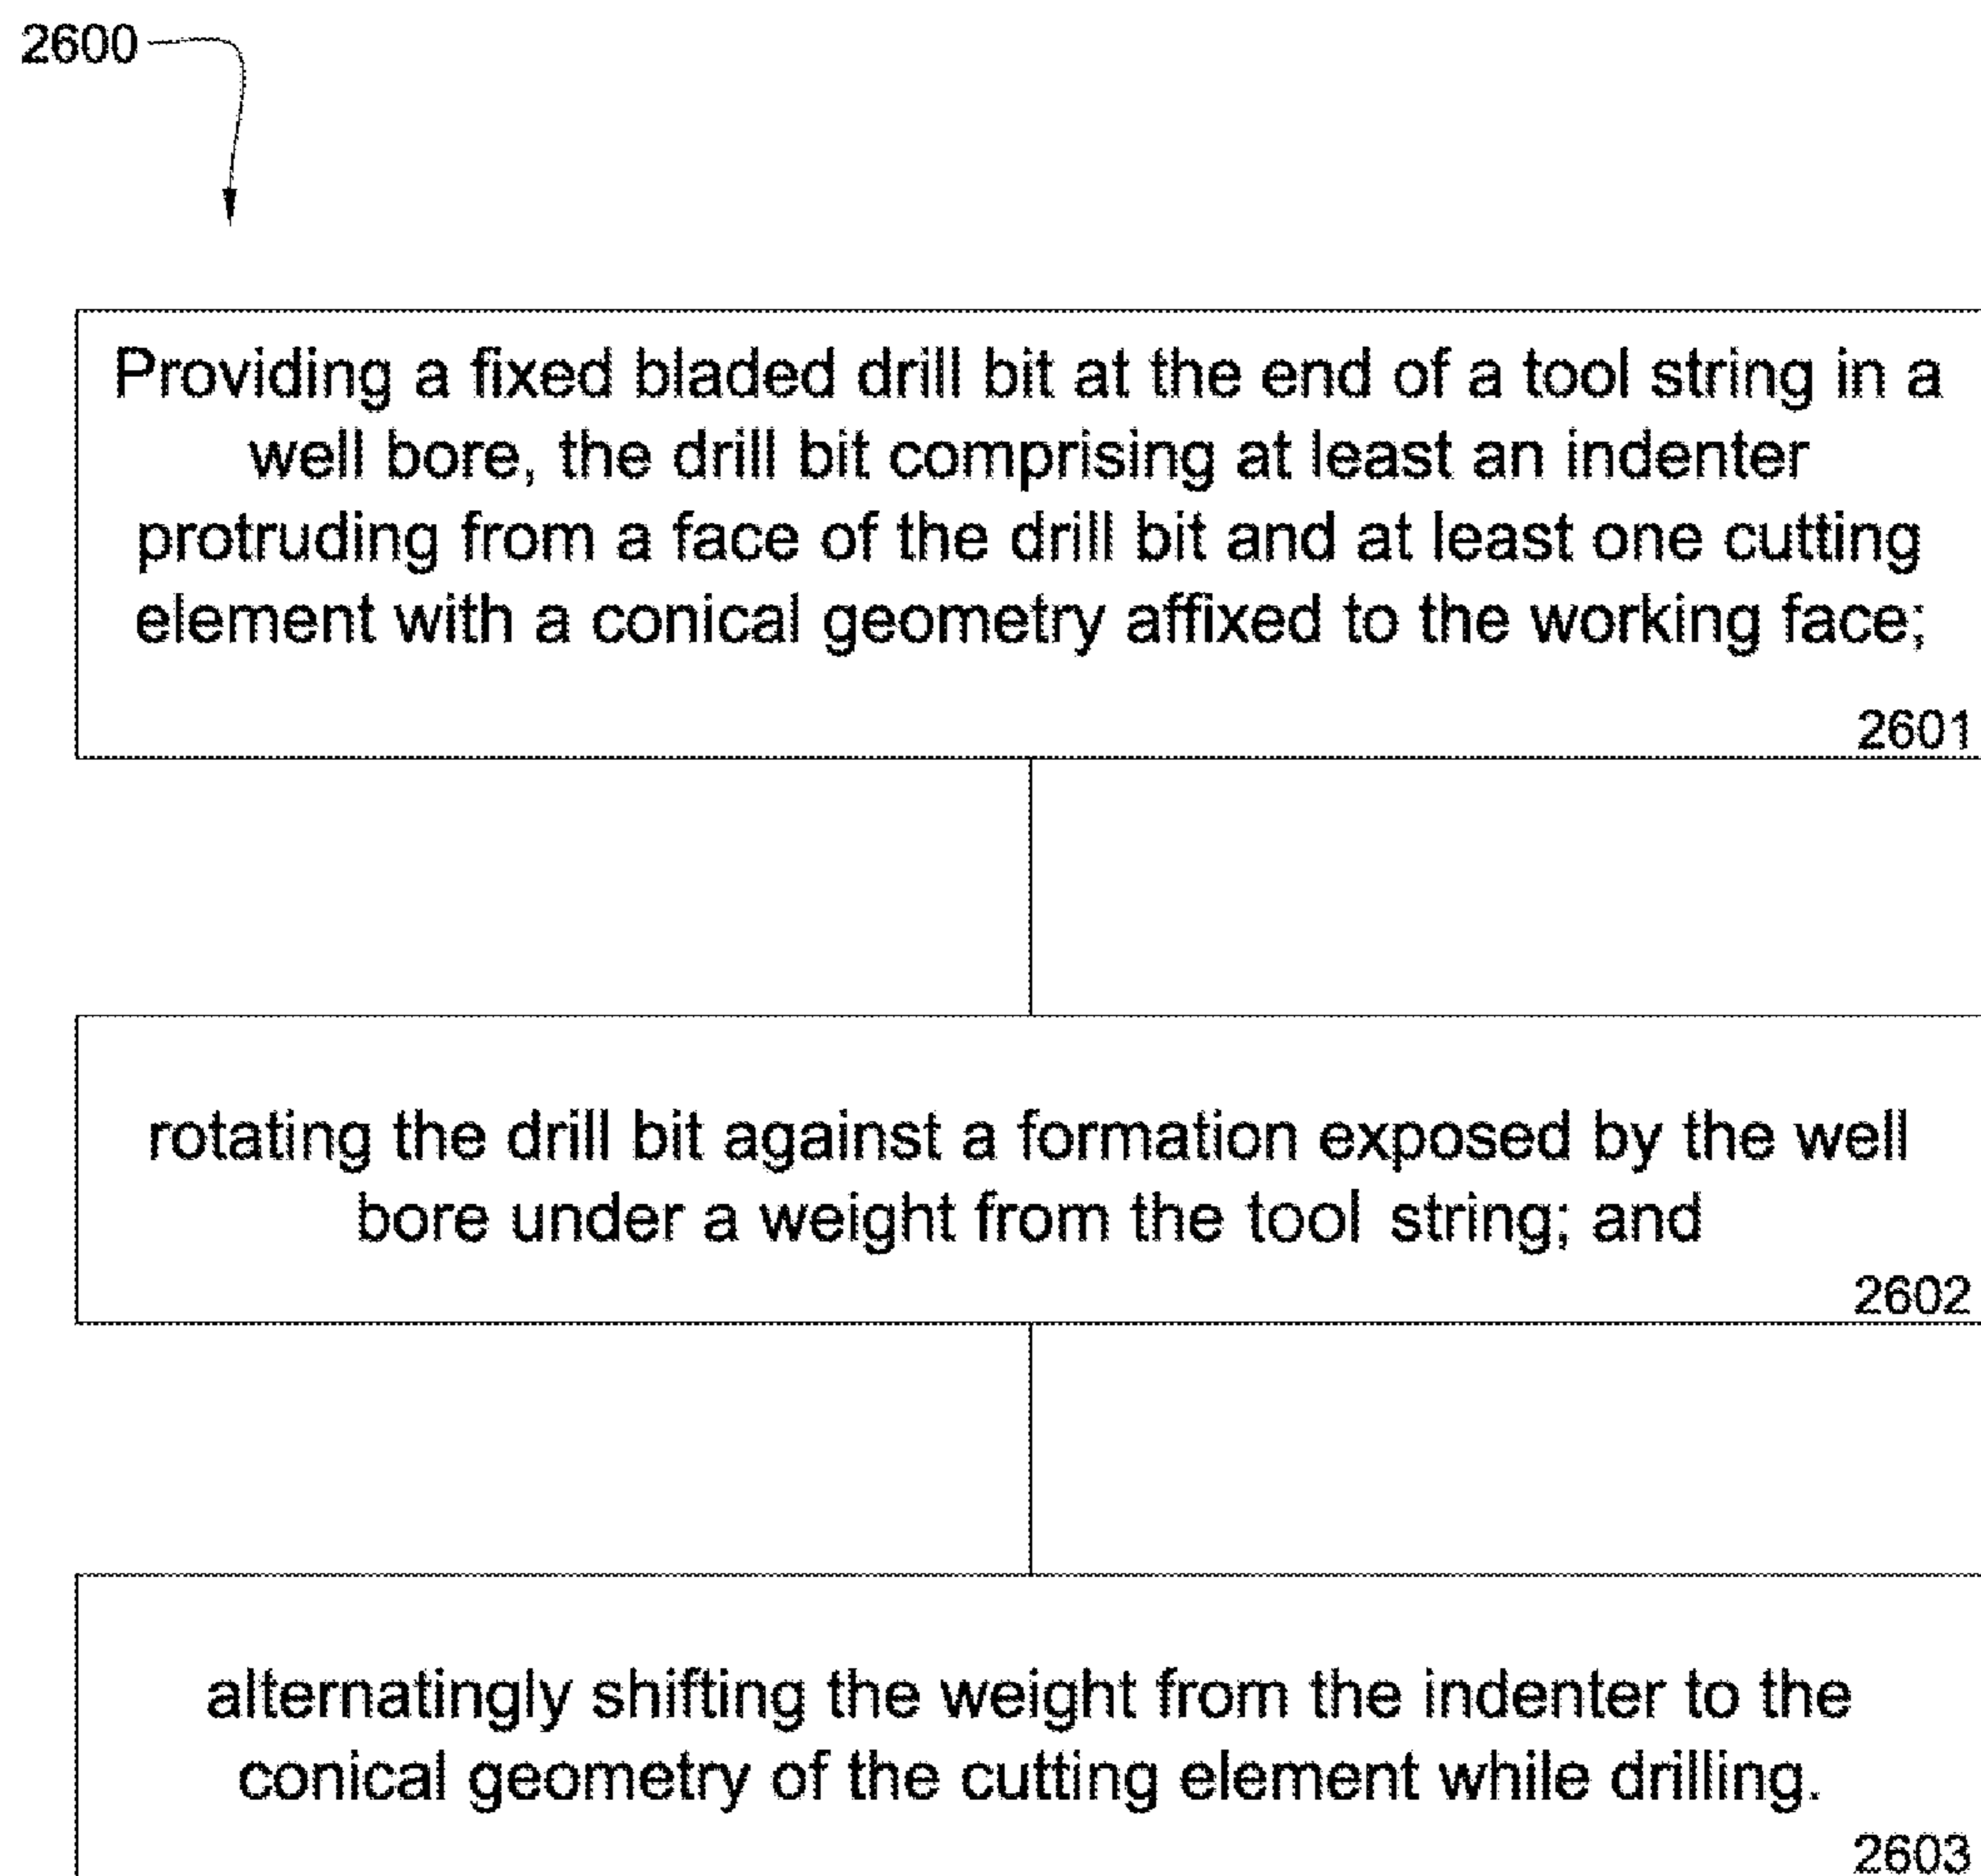 2600
Providing a fixed bladed drill bit at the end of a tool string in a
well bore, the drill bit comprising at least an indenter
protruding from a face of the drill bit and at least one cutting
element with a conical geometry affixed to the working face;
2601
rotating the drill bit against a formation exposed by the well
bore under a weight from the tool string; and
2602
alternatingly shifting the weight from the indenter to the
conical geometry of the cutting element while drilling.
2603